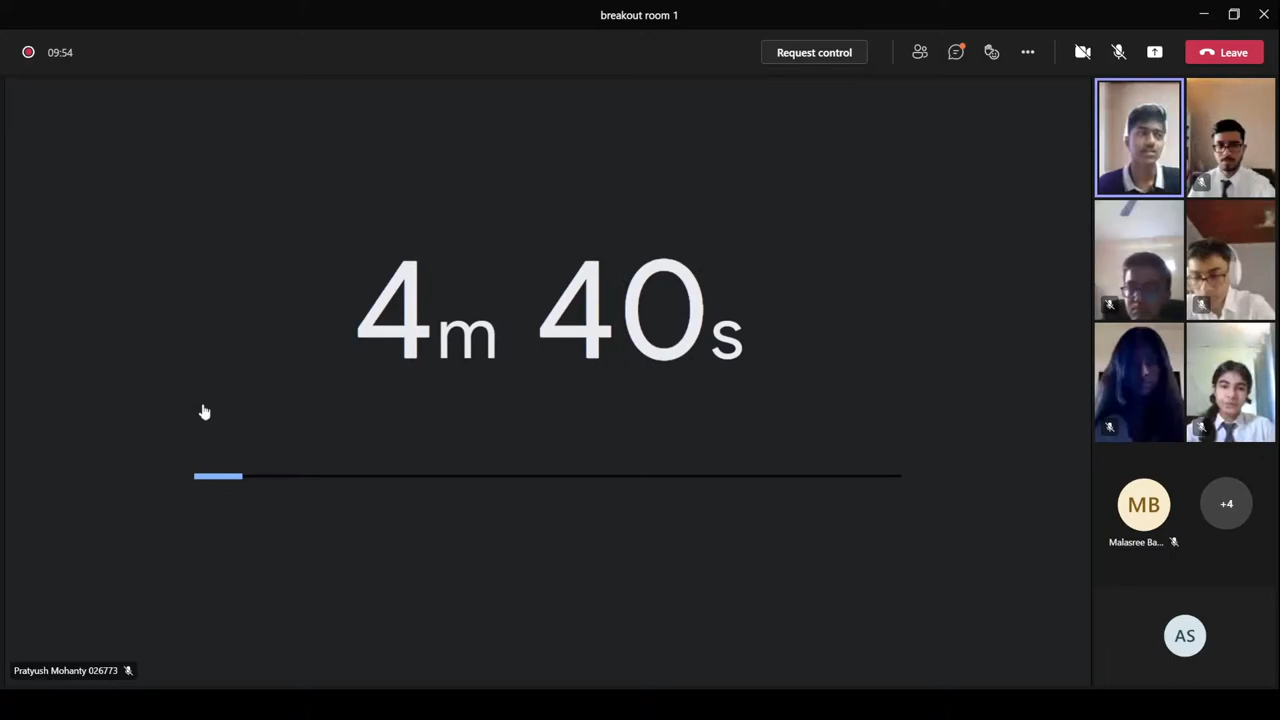 breakout room 1
09:54
Request control
Leave
4m 40s
MB
+4
Malasree Ba...
AS
Pratyush Mohanty 026773